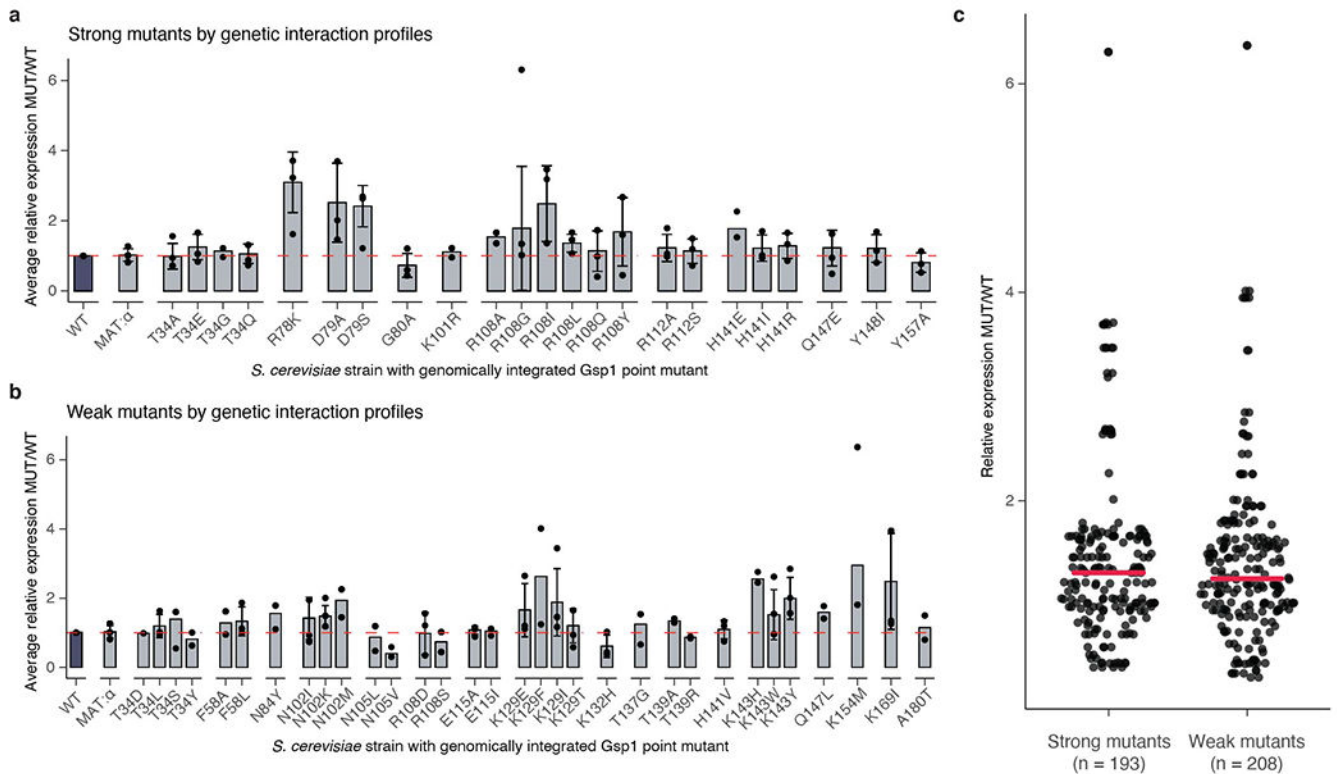 a
Strong mutants by genetic interaction profiles
Average relative expression MUT/WT
6
4
2
0
WT
MAT:α
T34A
T34E
T34G
T34Q
R78K
D79A
D79S
G80A
K101R
R108A
R108G
R108I
R108L
R108Q
R108Y
R112A
R112S
H141E
H141I
H141R
Q147E
Y148I
Y157A
S. cerevisiae strain with genomically integrated Gsp1 point mutant
b
Weak mutants by genetic interaction profiles
Average relative expression MUT/WT
6
4
2
0
WT
MAT:α
T34D
T34L
T34S
T34Y
F58A
F58L
N84Y
N102I
N102K
N102M
N105L
N105V
R108D
R108S
E115A
E115I
K129E
K129F
K129I
K129T
K132H
T137G
T139A
T139R
H141V
K143H
K143W
K143Y
Q147L
K154M
K169I
A180T
S. cerevisiae strain with genomically integrated Gsp1 point mutant
c
Relative expression MUT/WT
6
4
2
Strong mutants
(n = 193)
Weak mutants
(n = 208)